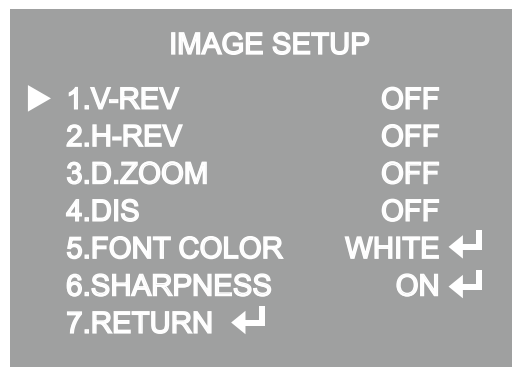 IMAGE SETUP
1.V-REV OFF
2.H-REV OFF
3.D.ZOOM OFF
4.DIS OFF
5.FONT COLOR WHITE
6.SHARPNESS ON
7.RETURN